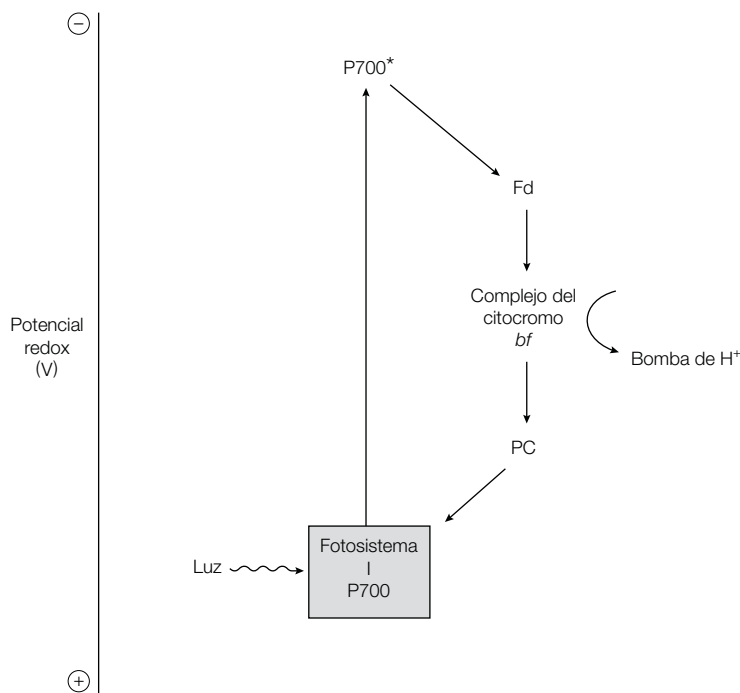 −
P700*
Fd
Complejo del
citocromo
bf
Bomba de H⁺
Potencial
redox
(V)
PC
Luz
Fotosistema
I
P700
+